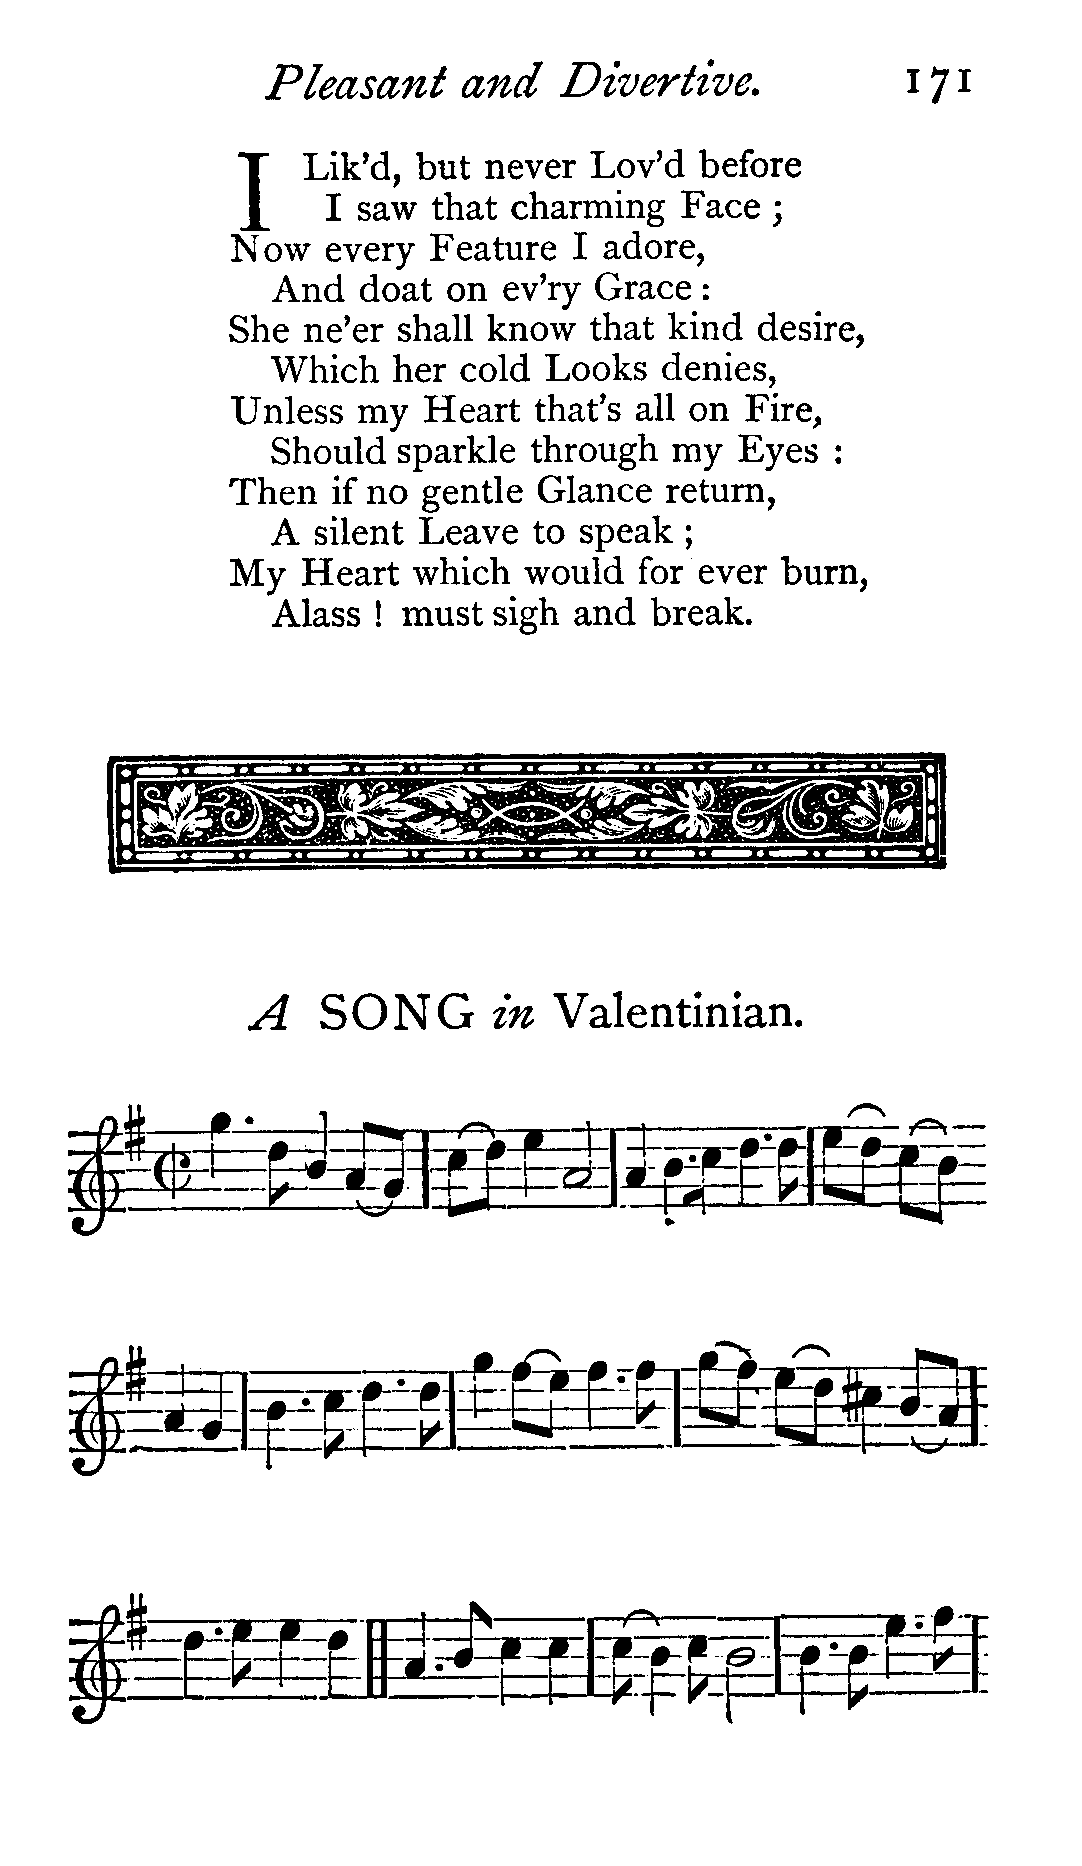 Pleasant and Divertive. 171
I Lik'd, but never Lov'd before
I saw that charming Face ;
Now every Feature I adore,
And doat on ev'ry Grace :
She ne'er shall know that kind desire,
Which her cold Looks denies,
Unless my Heart that's all on Fire,
Should sparkle through my Eyes :
Then if no gentle Glance return,
A silent Leave to speak ;
My Heart which would for ever burn,
Alass ! must sigh and break.
A SONG in Valentinian.